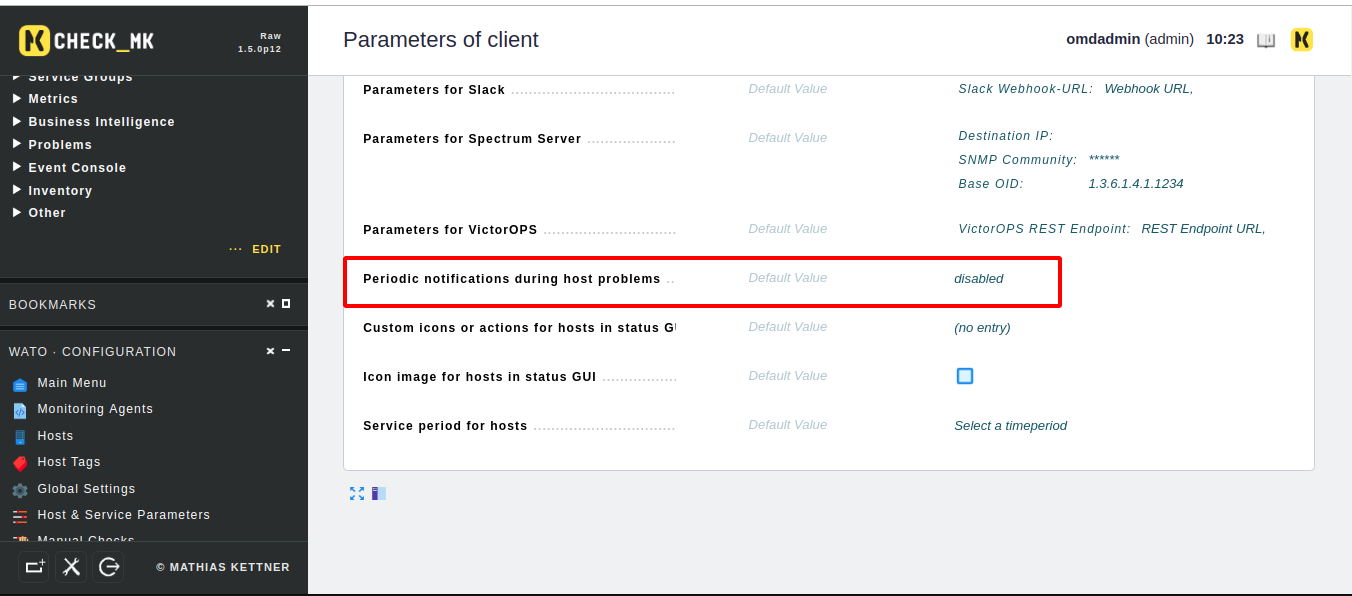 CHECK_MK
Raw
1.5.0p12
Parameters of client
omdadmin (admin) 10:23
Service Groups
Metrics
Business Intelligence
Problems
Event Console
Inventory
Other
... EDIT
BOOKMARKS
WATO · CONFIGURATION
Main Menu
Monitoring Agents
Hosts
Host Tags
Global Settings
Host & Service Parameters
Manual Checks
© MATHIAS KETTNER
Parameters for Slack Default Value Slack Webhook-URL: Webhook URL,
Parameters for Spectrum Server Default Value Destination IP:
SNMP Community: ******
Base OID: 1.3.6.1.4.1.1234
Parameters for VictorOPS Default Value VictorOPS REST Endpoint: REST Endpoint URL,
Periodic notifications during host problems Default Value disabled
Custom icons or actions for hosts in status GU Default Value (no entry)
Icon image for hosts in status GUI Default Value
Service period for hosts Default Value Select a timeperiod